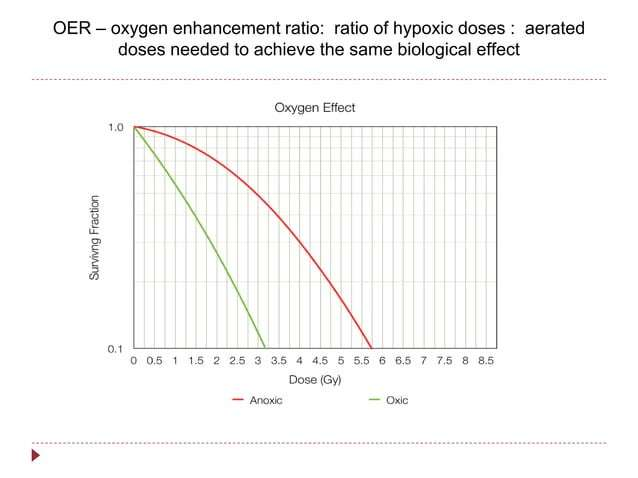 OER – oxygen enhancement ratio:  ratio of hypoxic doses :  aerated
doses needed to achieve the same biological effect
Oxygen Effect
1.0
Survivng Fraction
0.1
0 0.5 1 1.5 2 2.5 3 3.5 4 4.5 5 5.5 6 6.5 7 7.5 8 8.5
Dose (Gy)
Anoxic Oxic